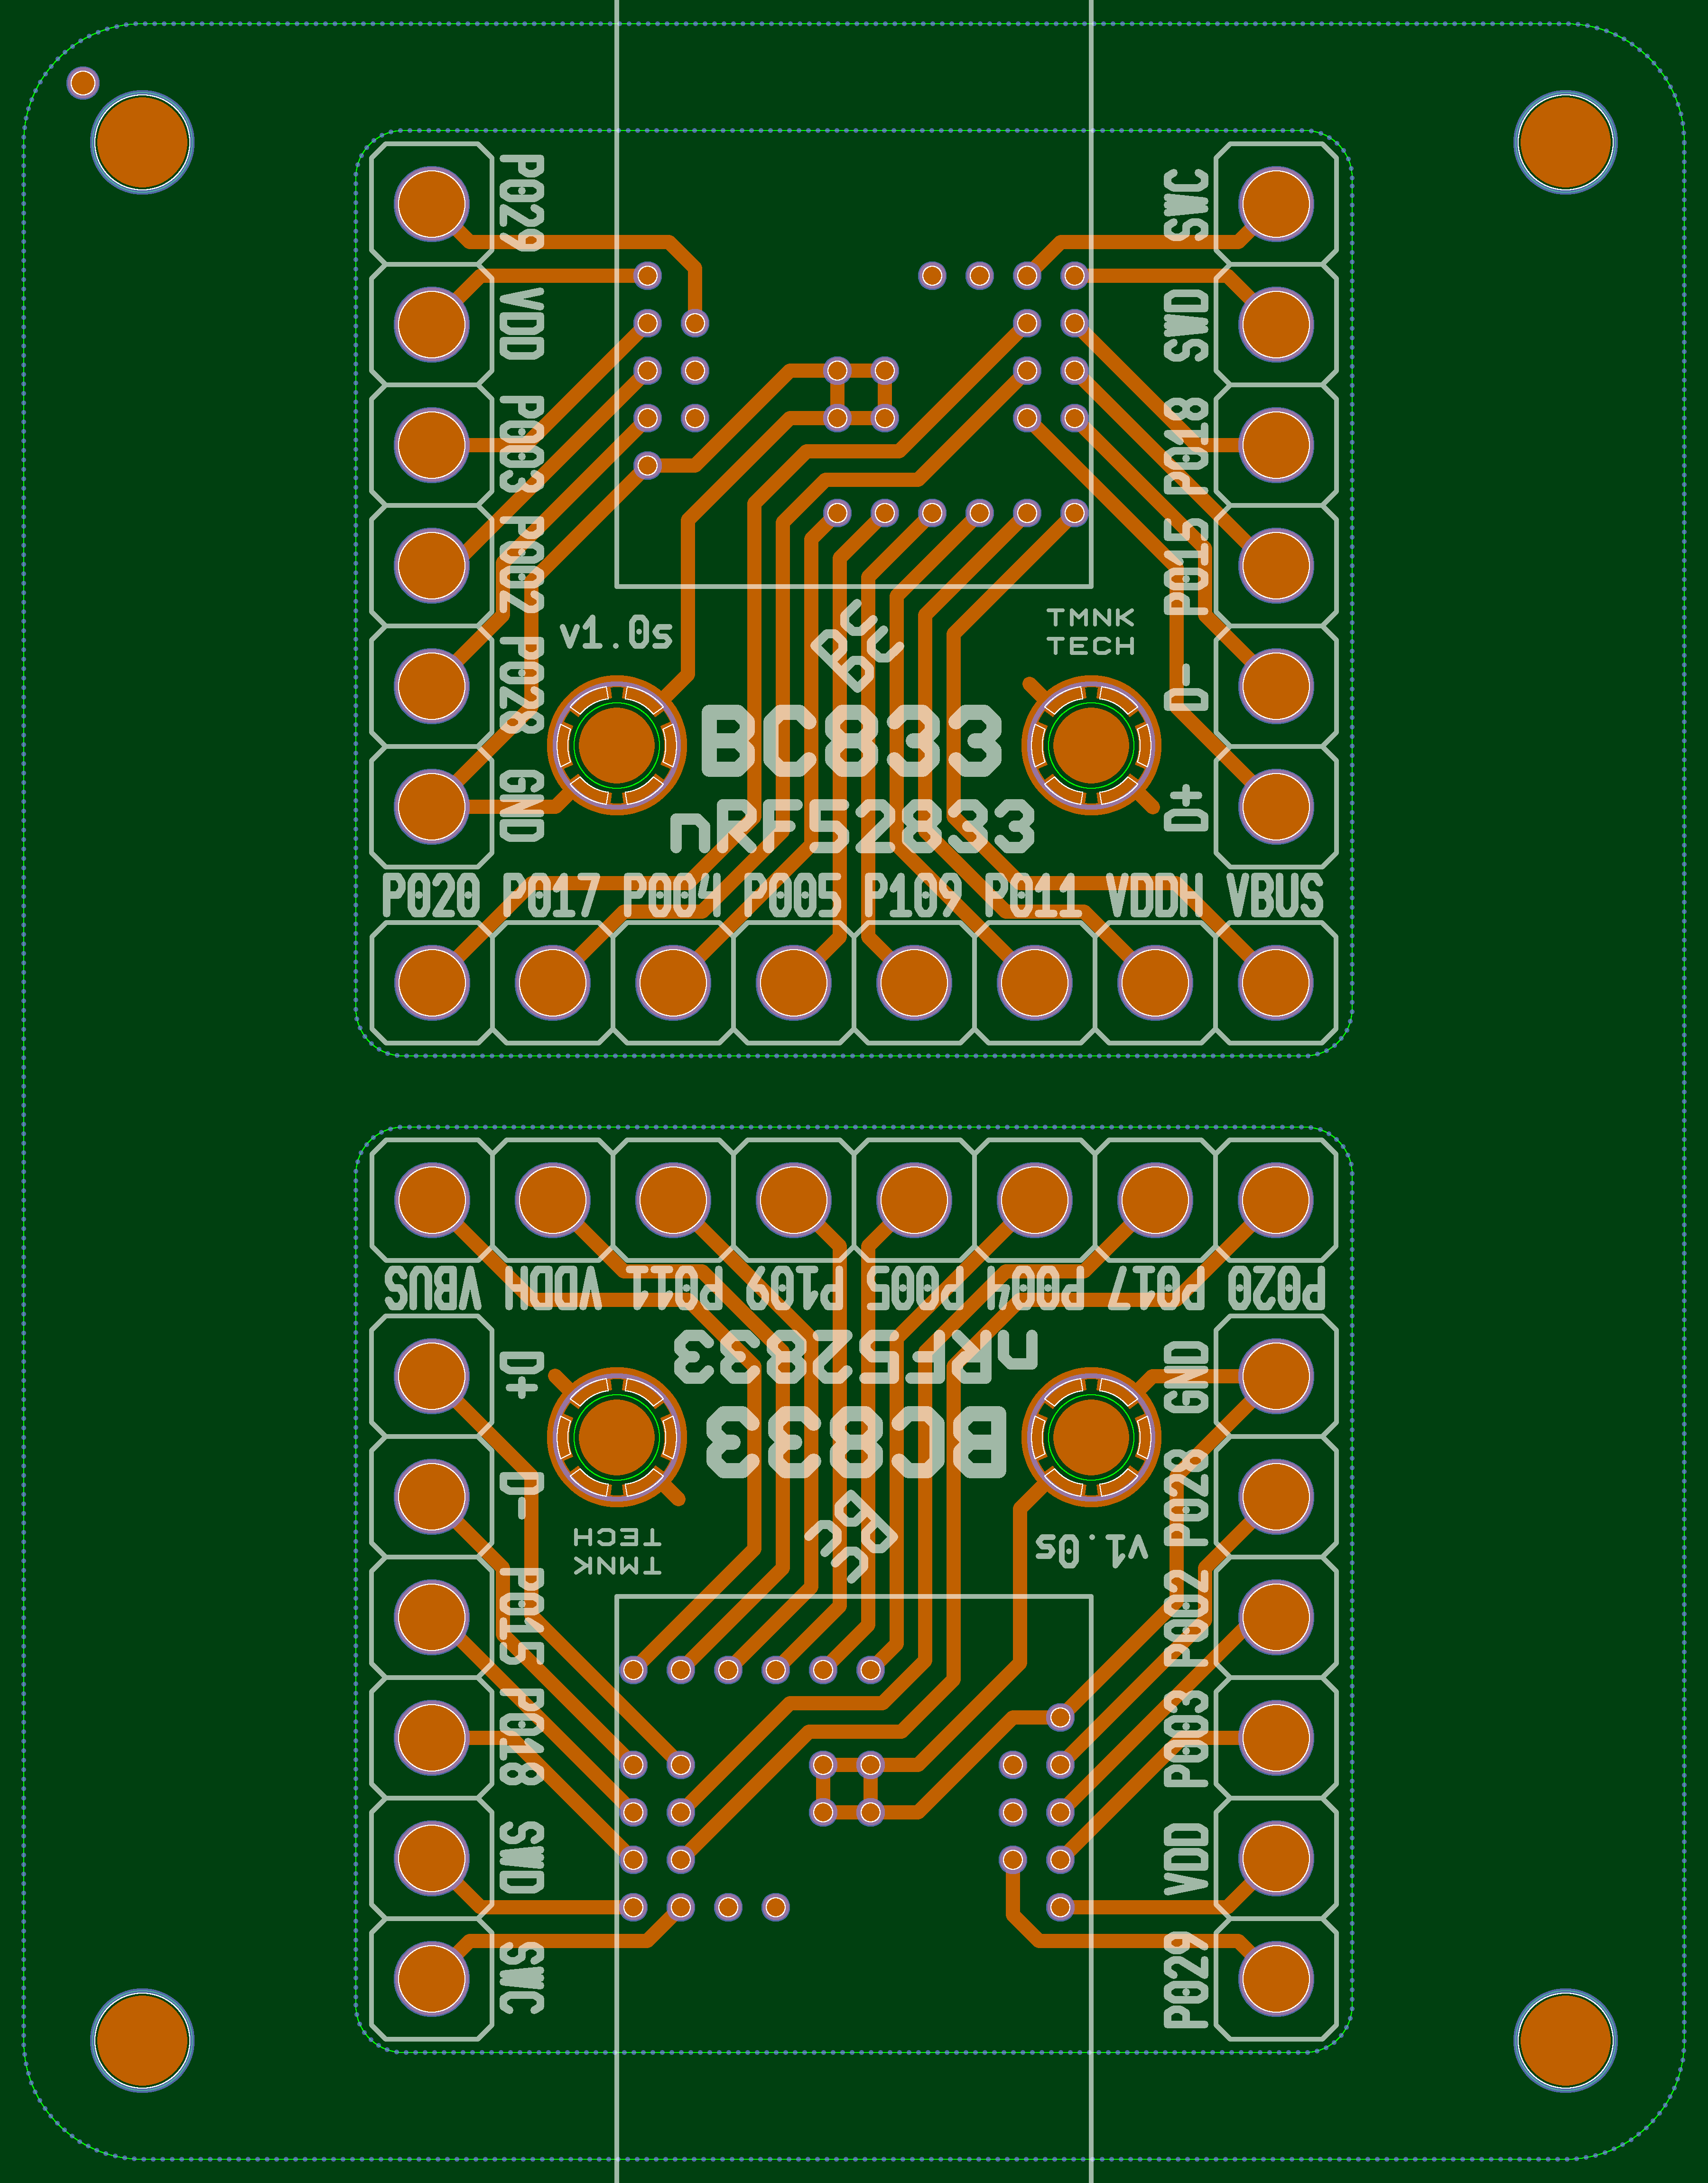 P029
VDD
P003
P002
P028
GND
SWC
SWD
P018
P015
D-
D+
v1.0s
TMNK
TECH
BC833
nRF52833
P020 P017 P004 P005 P109 P011 VDDH VBUS
VBUS VDDH P011 P109 P005 P004 P017 P020
nRF52833
BC833
D+
D-
P015
P018
SWD
SWC
GND
P028
P002
P003
VDD
P029
TMNK
TECH
v1.0s